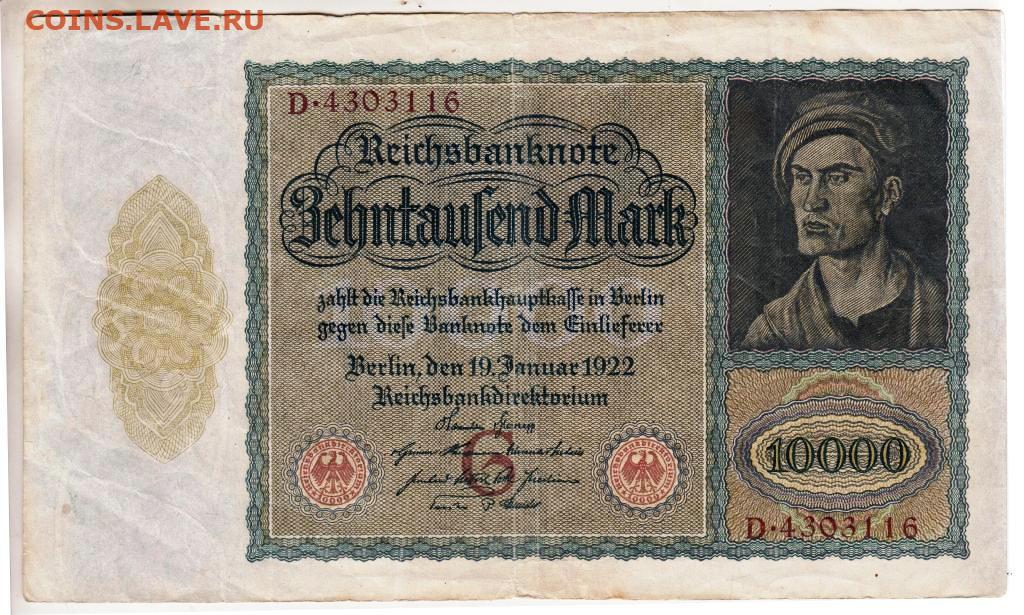 COINS.LAVE.RU
D·4303116
Reichsbanknote
Zehntauſend Mark
zahlt die Reichsbankhauptkaſſe in Berlin
gegen dieſe Banknote dem Einlieferer
Berlin, den 19. Januar 1922
Reichsbankdirektorium
G
10000
D·4303116